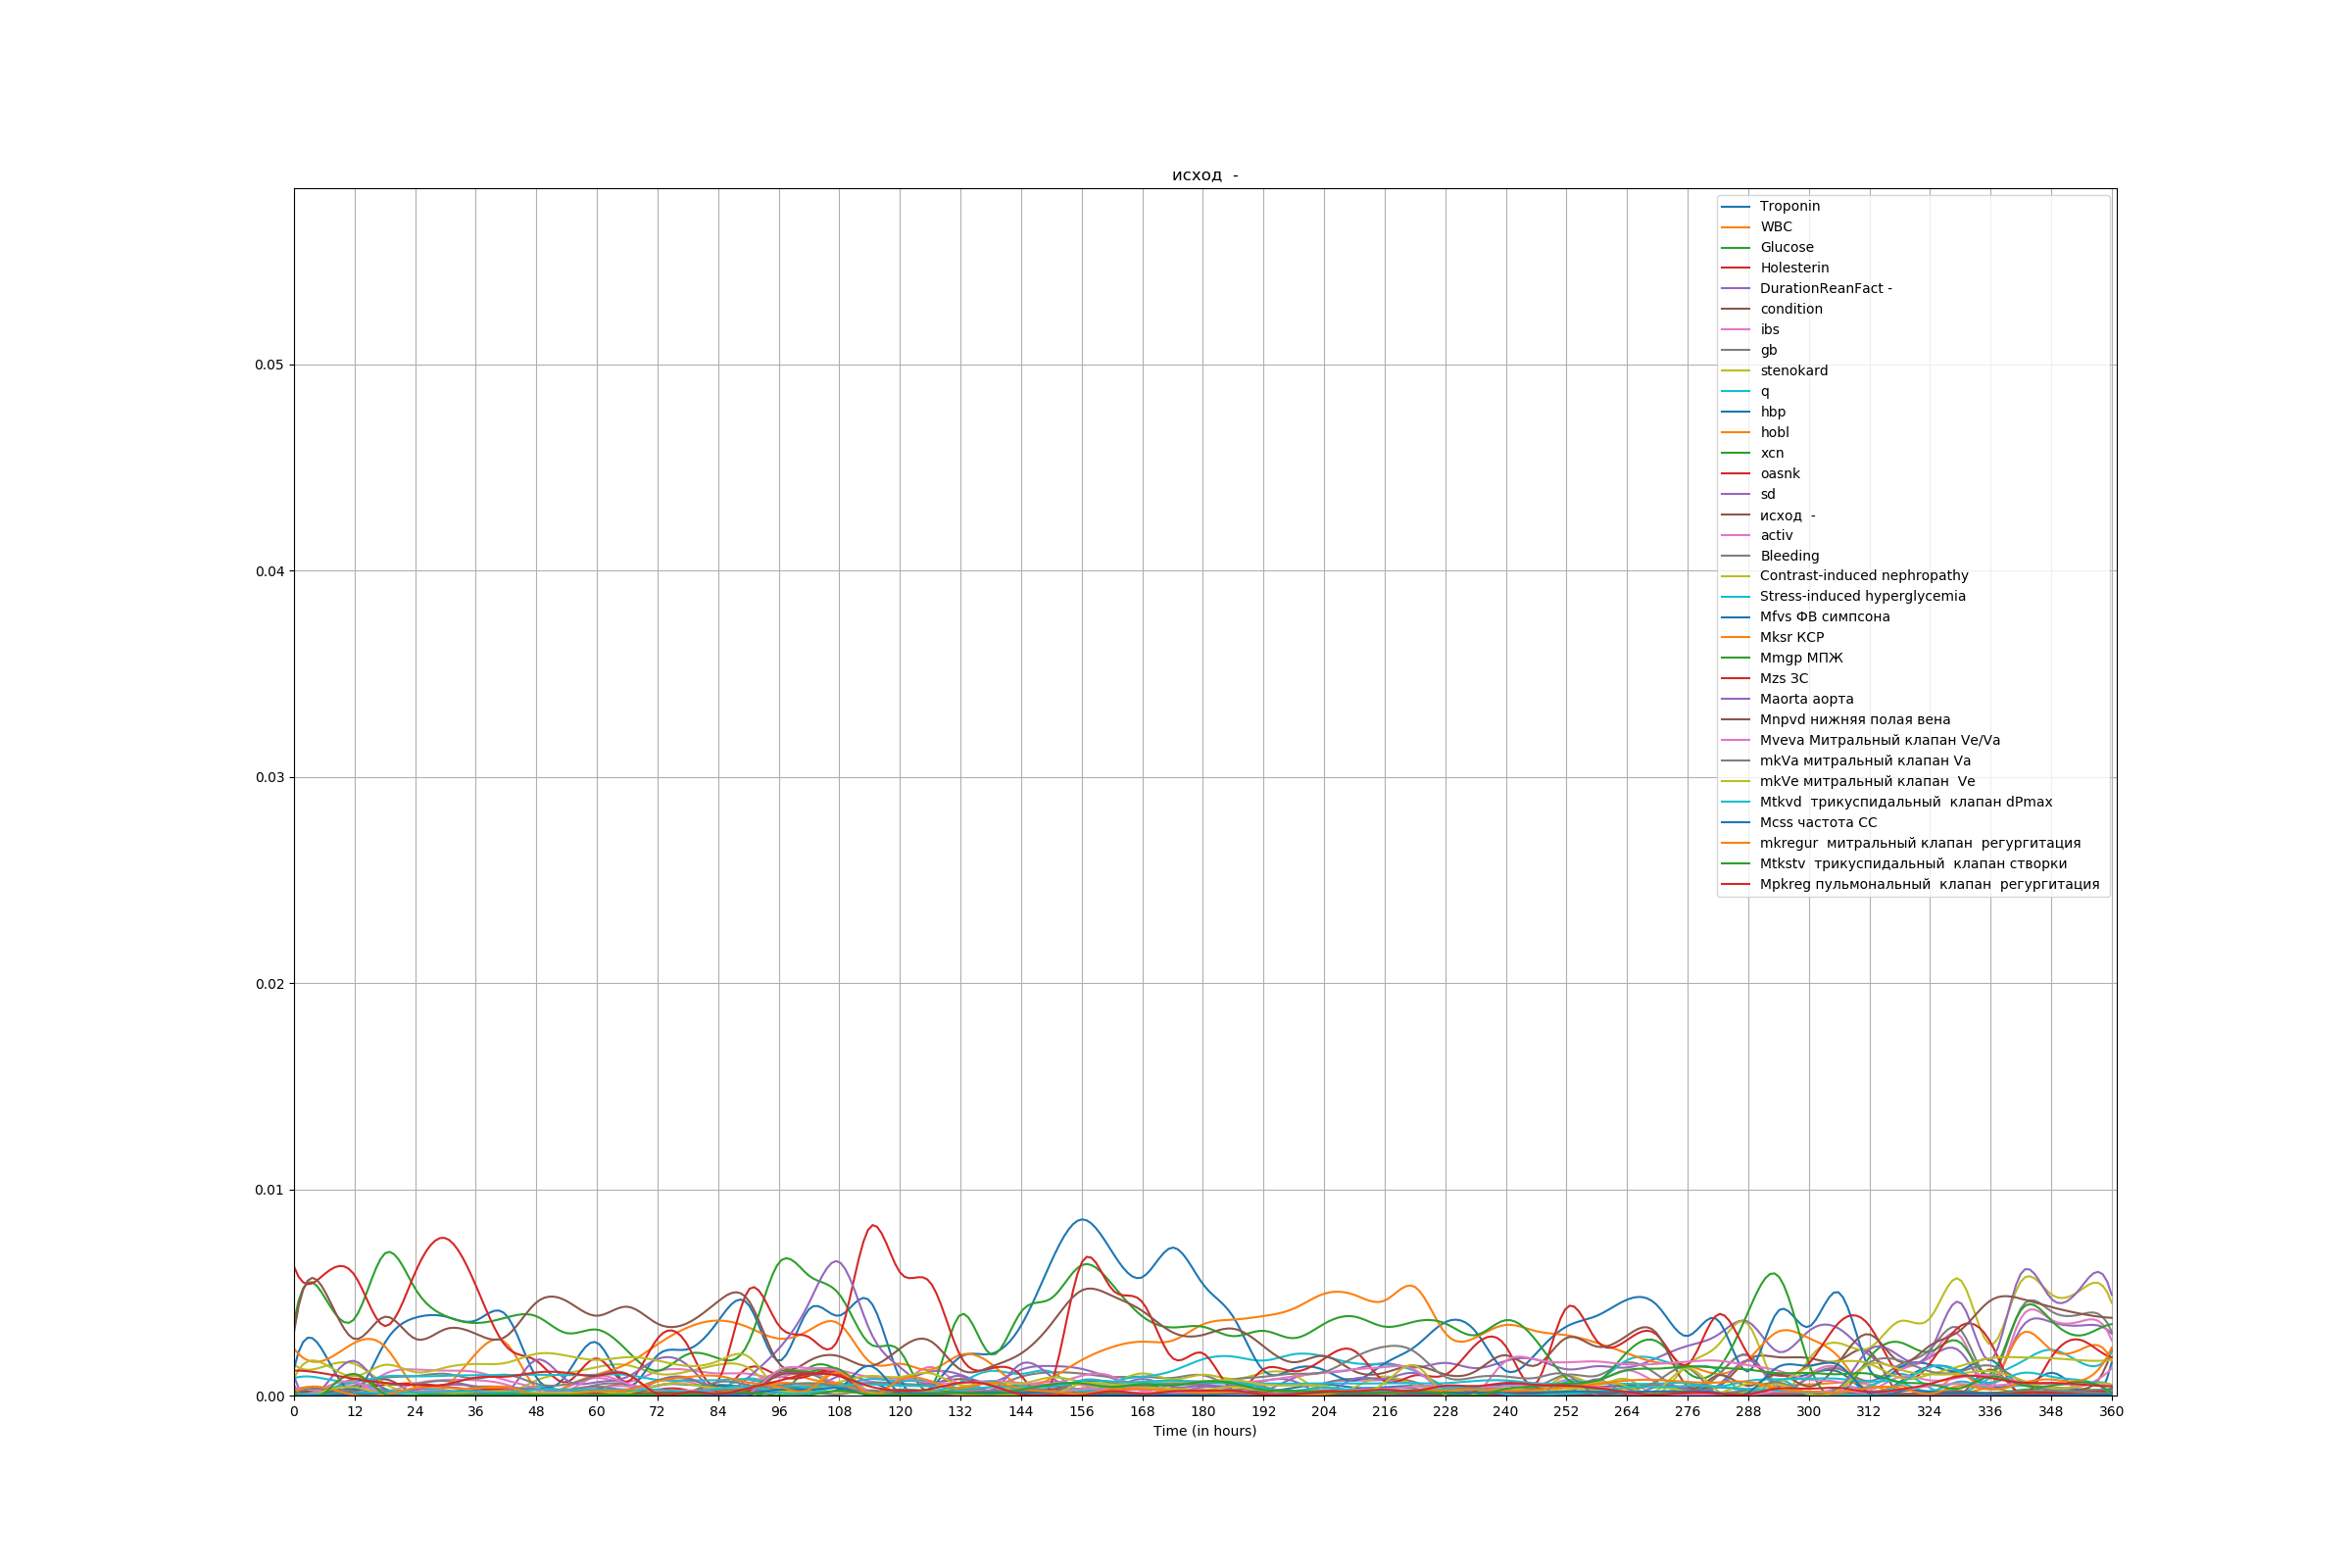 исход  -
0.05
0.04
0.03
0.02
0.01
0.00
Troponin
WBC
Glucose
Holesterin
DurationReanFact -
condition
ibs
gb
stenokard
q
hbp
hobl
xcn
oasnk
sd
исход  -
activ
Bleeding
Contrast-induced nephropathy
Stress-induced hyperglycemia
Mfvs ФВ симпсона
Mksr КСР
Mmgp МПЖ
Mzs ЗС
Maorta аорта
Mnpvd нижняя полая вена
Mveva Митральный клапан Ve/Va
mkVa митральный клапан Va
mkVe митральный клапан  Ve
Mtkvd  трикуспидальный  клапан dPmax
Mcss частота СС
mkregur  митральный клапан  регургитация
Mtkstv  трикуспидальный  клапан створки
Mpkreg пульмональный  клапан  регургитация
0 12 24 36 48 60 72 84 96 108 120 132 144 156 168 180 192 204 216 228 240 252 264 276 288 300 312 324 336 348 360
Time (in hours)